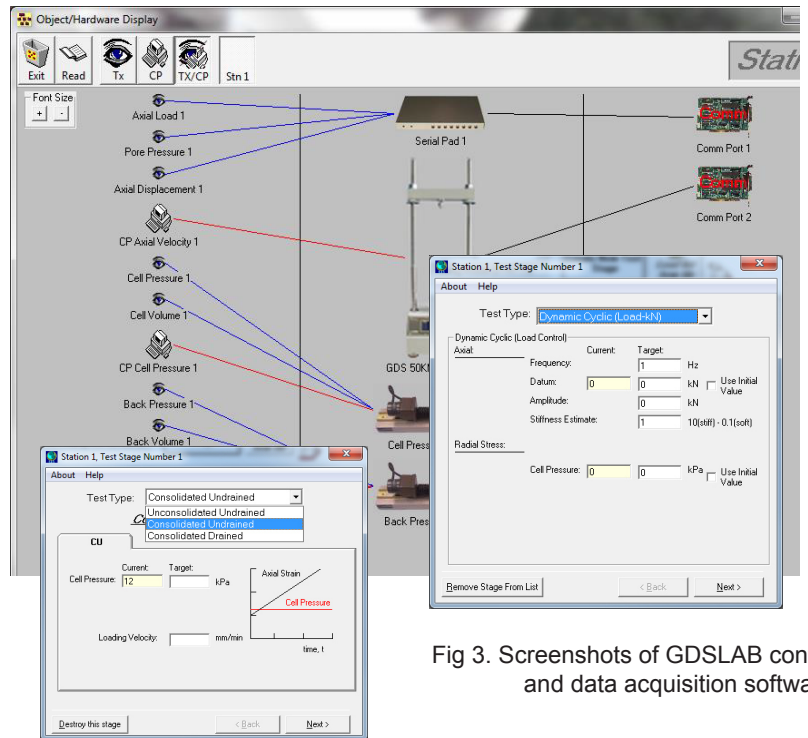 Object/Hardware Display
Exit
Read
Tx
CP
TX/CP
Stn 1
Font Size
+
-
Axial Load 1
Pore Pressure 1
Axial Displacement 1
CP Axial Velocity 1
Cell Pressure 1
Cell Volume 1
CP Cell Pressure 1
Back Pressure 1
Back Volume 1
Serial Pad 1
GDS 50K
Cell Press
Back Pres
Comm
Comm Port 1
Comm
Comm Port 2
Station 1, Test Stage Number 1
About Help
Test Type: Dynamic Cyclic (Load-kN)
Dynamic Cyclic (Load Control)
Axial: Current: Target:
Frequency: 1 Hz
Datum: 0 0 kN Use Initial Value
Amplitude: 0 kN
Stiffness Estimate: 1 10(stiff) - 0.1(soft)
Radial Stress:
Cell Pressure: 0 0 kPa Use Initial Value
Remove Stage From List
< Back
Next >
Station 1, Test Stage Number 1
About Help
Test Type: Consolidated Undrained
Unconsolidated Undrained
Consolidated Undrained
Consolidated Drained
CU
Current: Target:
Cell Pressure: 12 kPa
Loading Velocity: mm/min
Axial Strain
Cell Pressure
time, t
Destroy this stage
< Back
Next >
Fig 3. Screenshots of GDSLAB con
and data acquisition softwa